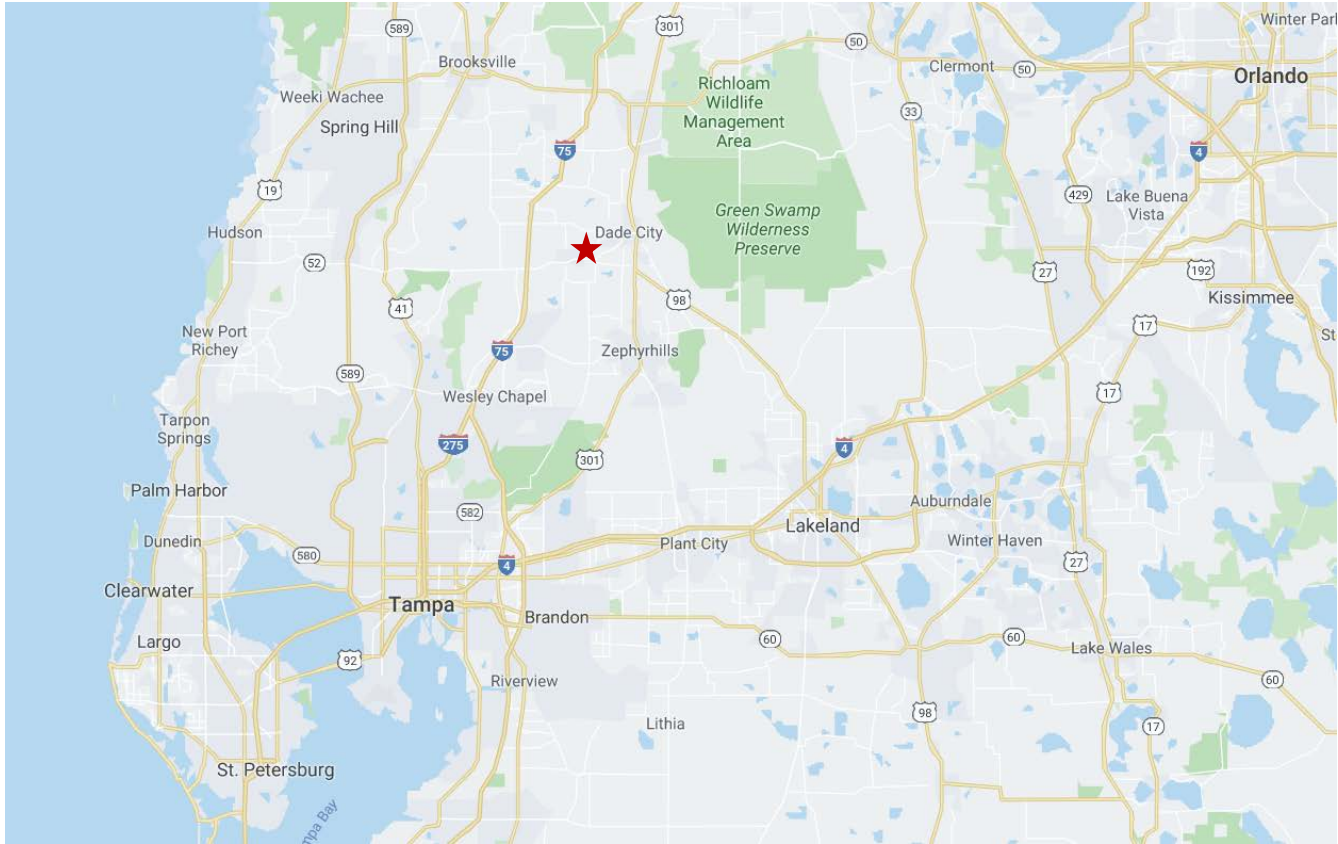 589
301
Winter Par
Brooksville
50
Clermont
50
Orlando
Weeki Wachee
Richloam
Wildlife
Management
Area
33
Spring Hill
75
4
19
429
Lake Buena
Vista
Green Swamp
Wilderness
Preserve
Hudson
Dade City
52
27
192
Kissimmee
41
98
17
St
New Port
Richey
75
Zephyrhills
589
17
Wesley Chapel
Tarpon
Springs
275
4
301
Palm Harbor
582
Auburndale
Lakeland
Dunedin
580
Plant City
Winter Haven
4
27
Clearwater
Tampa
Brandon
60
60
Largo
92
Lake Wales
60
Riverview
98
Lithia
17
St. Petersburg
mpa Bay